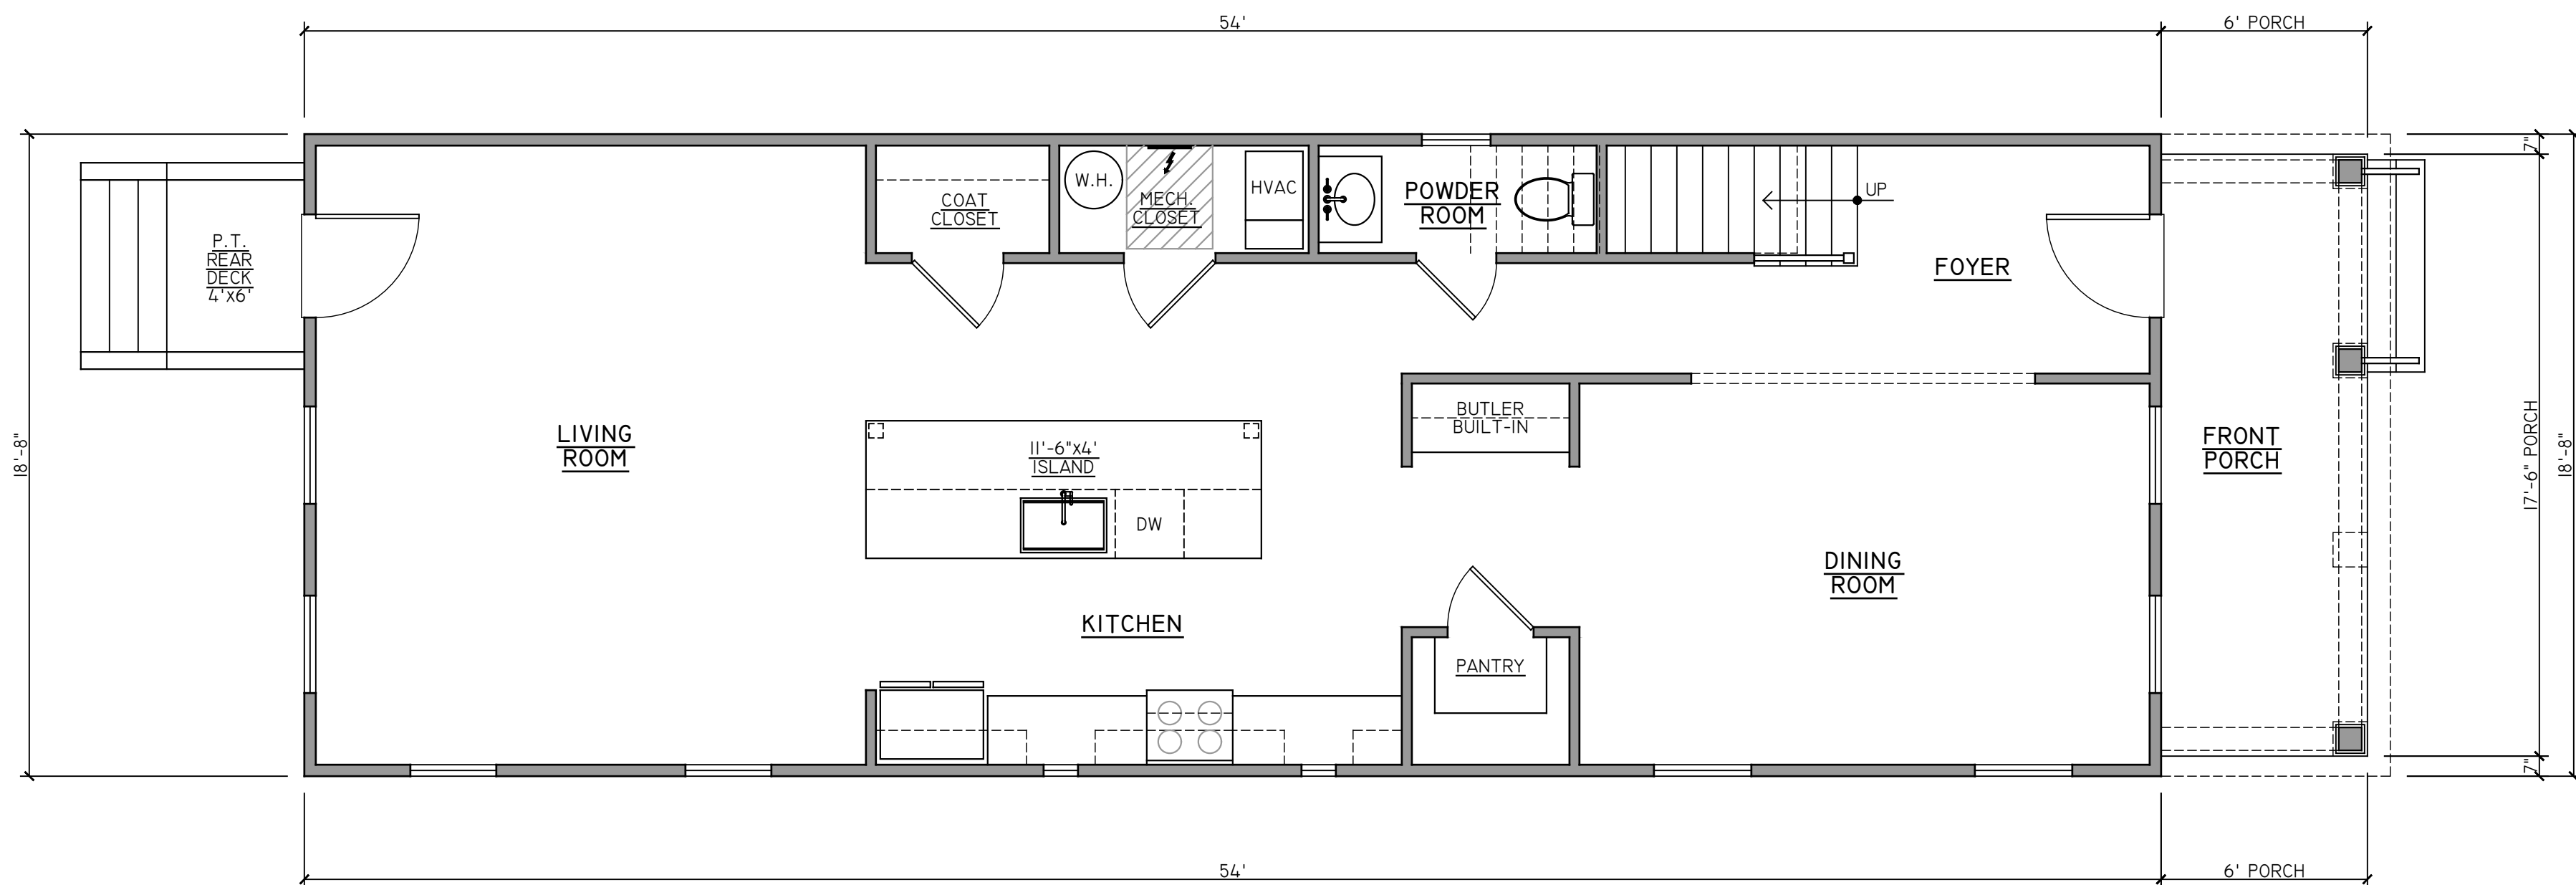 54'
6' PORCH
7"
W.H.
HVAC
MECH.
CLOSET
COAT
CLOSET
POWDER
ROOM
UP
P.T.
REAR
DECK
4'x6'
FOYER
18'-8"
LIVING
ROOM
11'-6"x4'
ISLAND
BUTLER
BUILT-IN
FRONT
PORCH
17'-6" PORCH
18'-8"
DW
DINING
ROOM
KITCHEN
PANTRY
7"
54'
6' PORCH